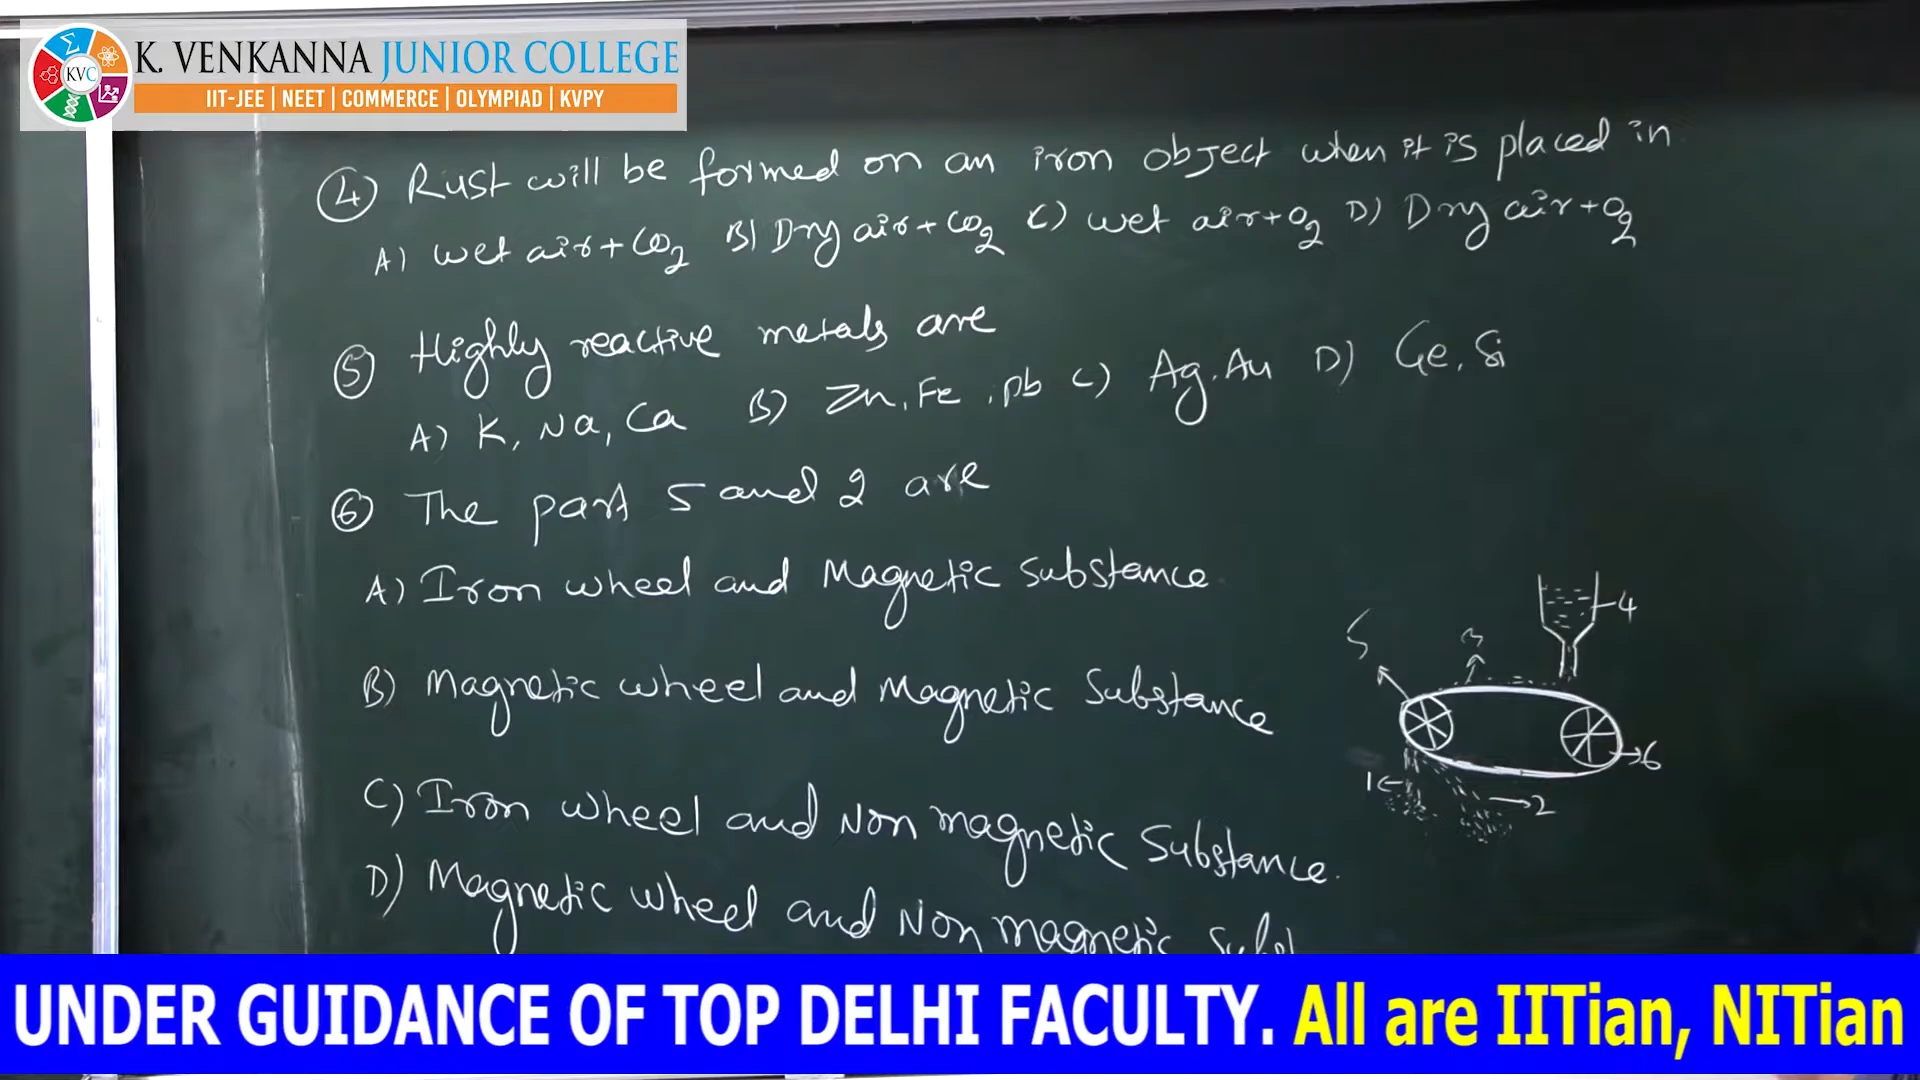 K. VENKANNA JUNIOR COLLEGE
KVC
IIT-JEE | NEET | COMMERCE | OLYMPIAD | KVPY
④ Rust will be formed on an iron object when it is placed in
A) wet air + CO2 B) Dry air + CO2 C) wet air + O2 D) Dry air + O2
⑤ Highly reactive metals are
A) K, Na, Ca B) Zn, Fe, pb C) Ag, Au D) Ge, Si
⑥ The part 5 and 2 are
A) Iron wheel and Magnetic substance
B) Magnetic wheel and Magnetic Substance
C) Iron wheel and Non magnetic Substance.
D) Magnetic wheel and Non magnetic
4
5
3
6
1
2
UNDER GUIDANCE OF TOP DELHI FACULTY. All are IITian, NITian